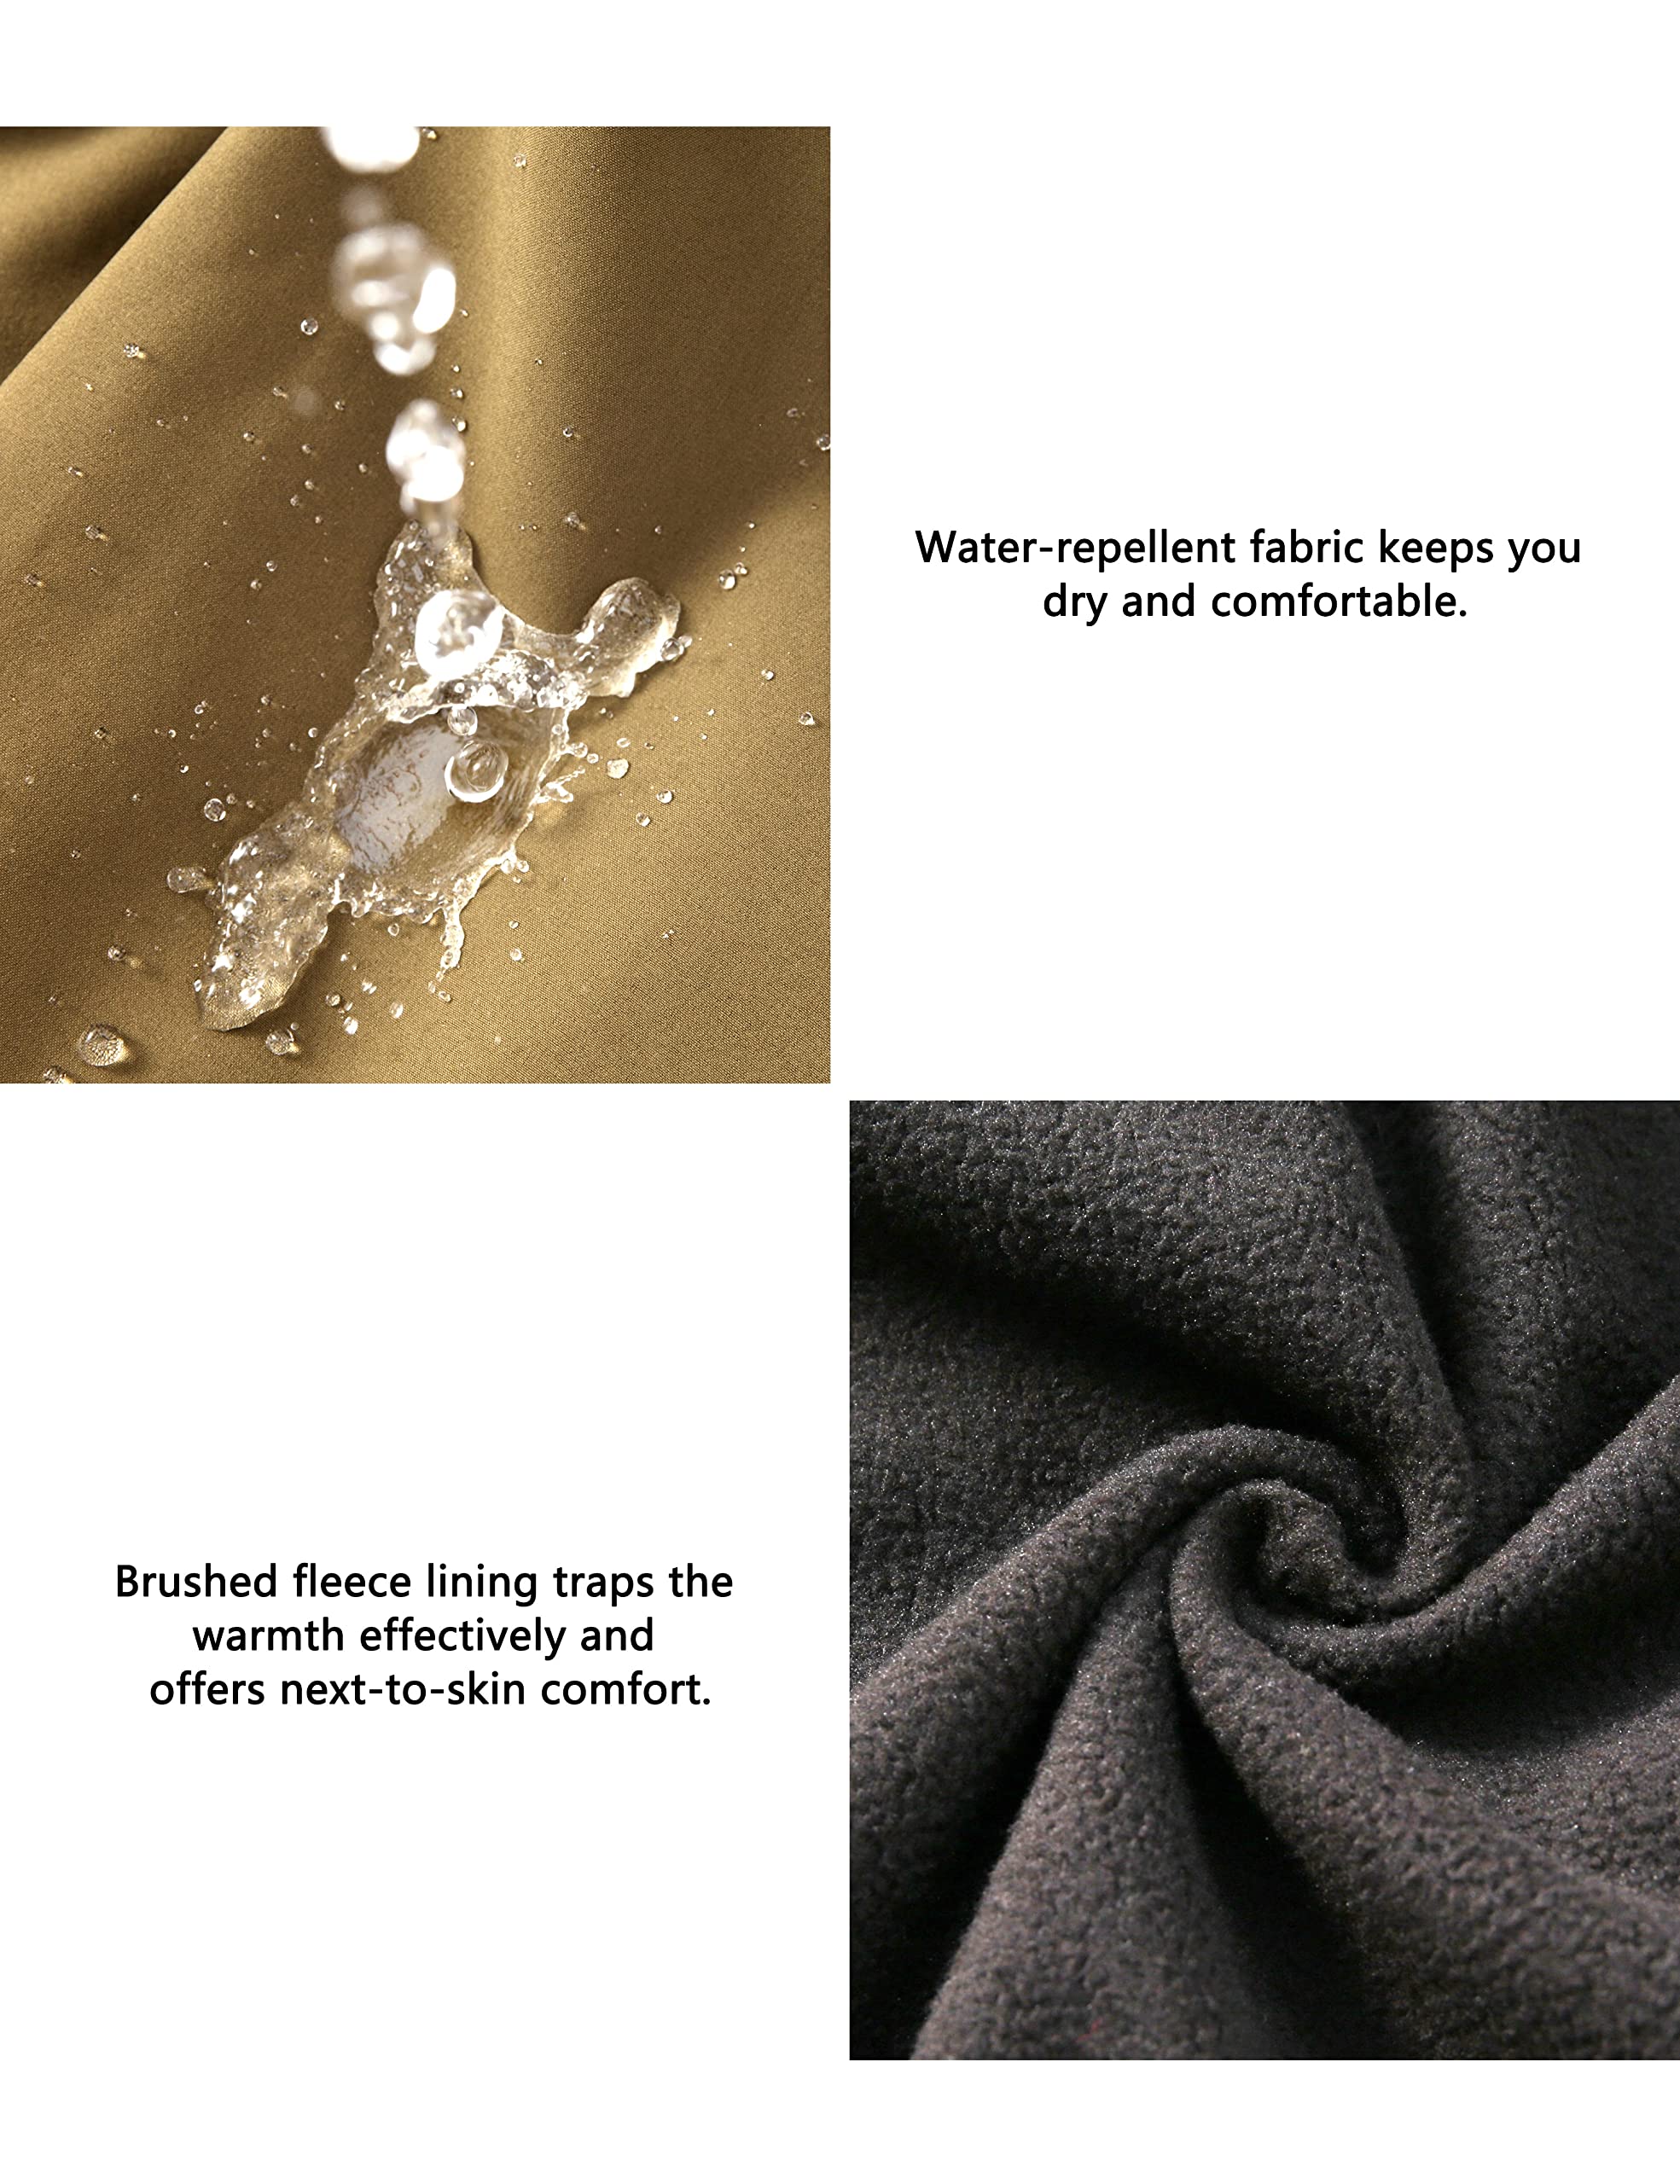 Water-repellent fabric keeps you
dry and comfortable.
Brushed fleece lining traps the
warmth effectively and
offers next-to-skin comfort.